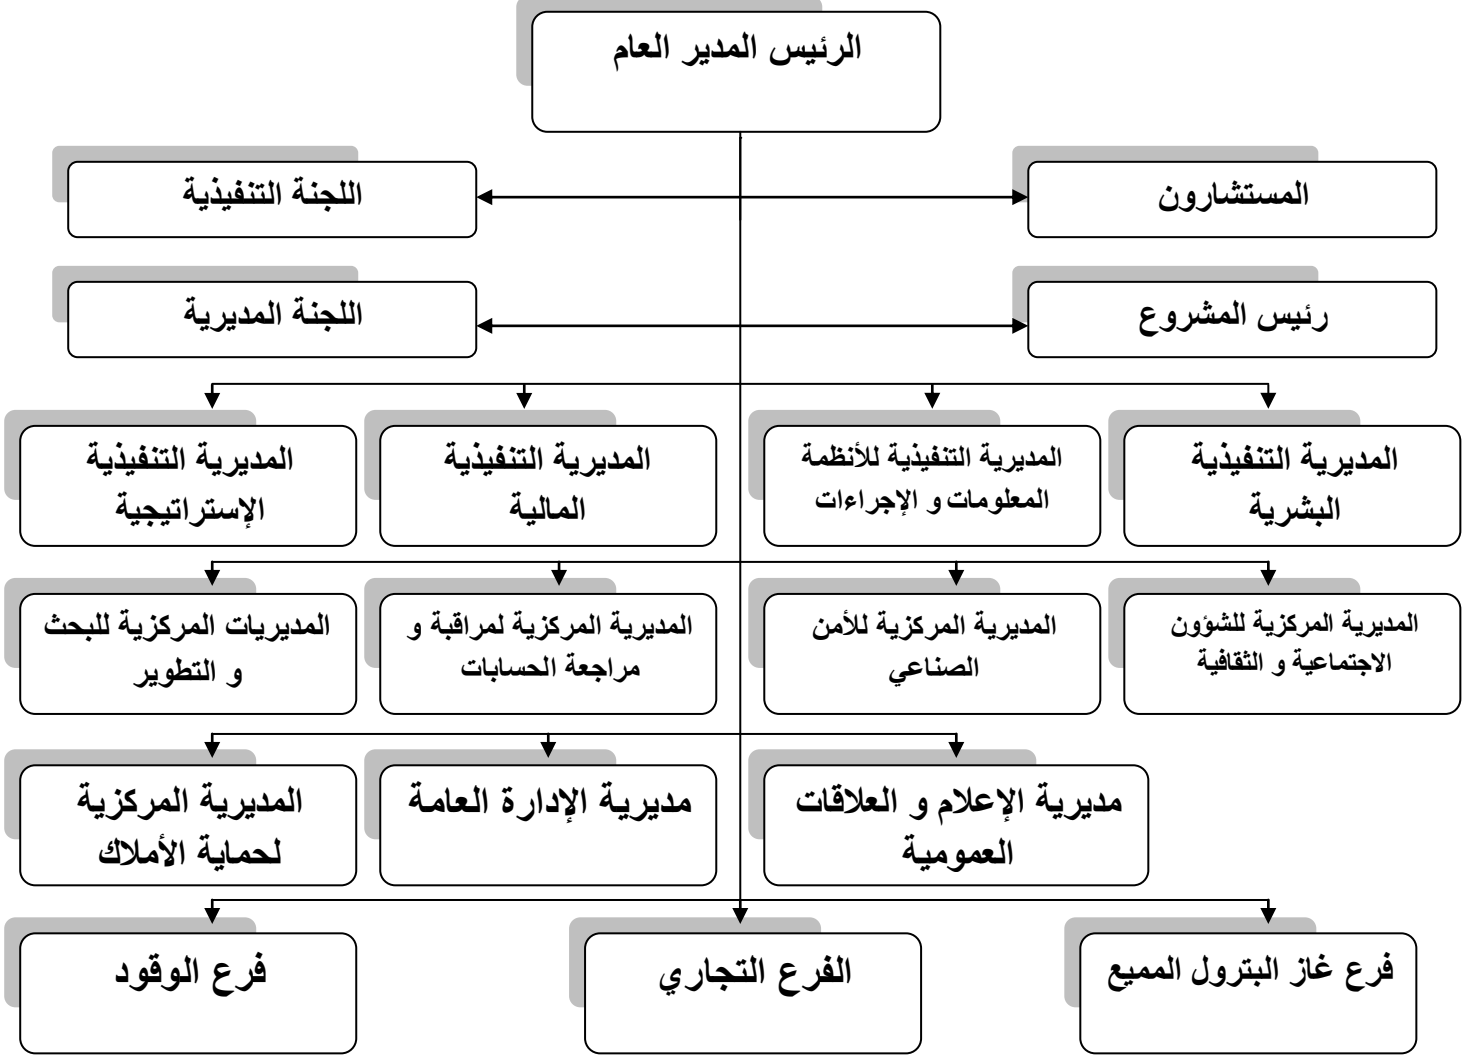 الرئيس المدير العام
المستشارون
اللجنة التنفيذية
رئيس المشروع
اللجنة المديرية
المديرية التنفيذية
البشرية
المديرية التنفيذية للأنظمة
المعلومات و الإجراءات
المديرية التنفيذية
المالية
المديرية التنفيذية
الإستراتيجية
المديرية المركزية للشؤون
الاجتماعية و الثقافية
المديرية المركزية للأمن
الصناعي
المديرية المركزية لمراقبة و
مراجعة الحسابات
المديريات المركزية للبحث
و التطوير
مديرية الإعلام و العلاقات
العمومية
مديرية الإدارة العامة
المديرية المركزية
لحماية الأملاك
فرع غاز البترول المميع
الفرع التجاري
فرع الوقود